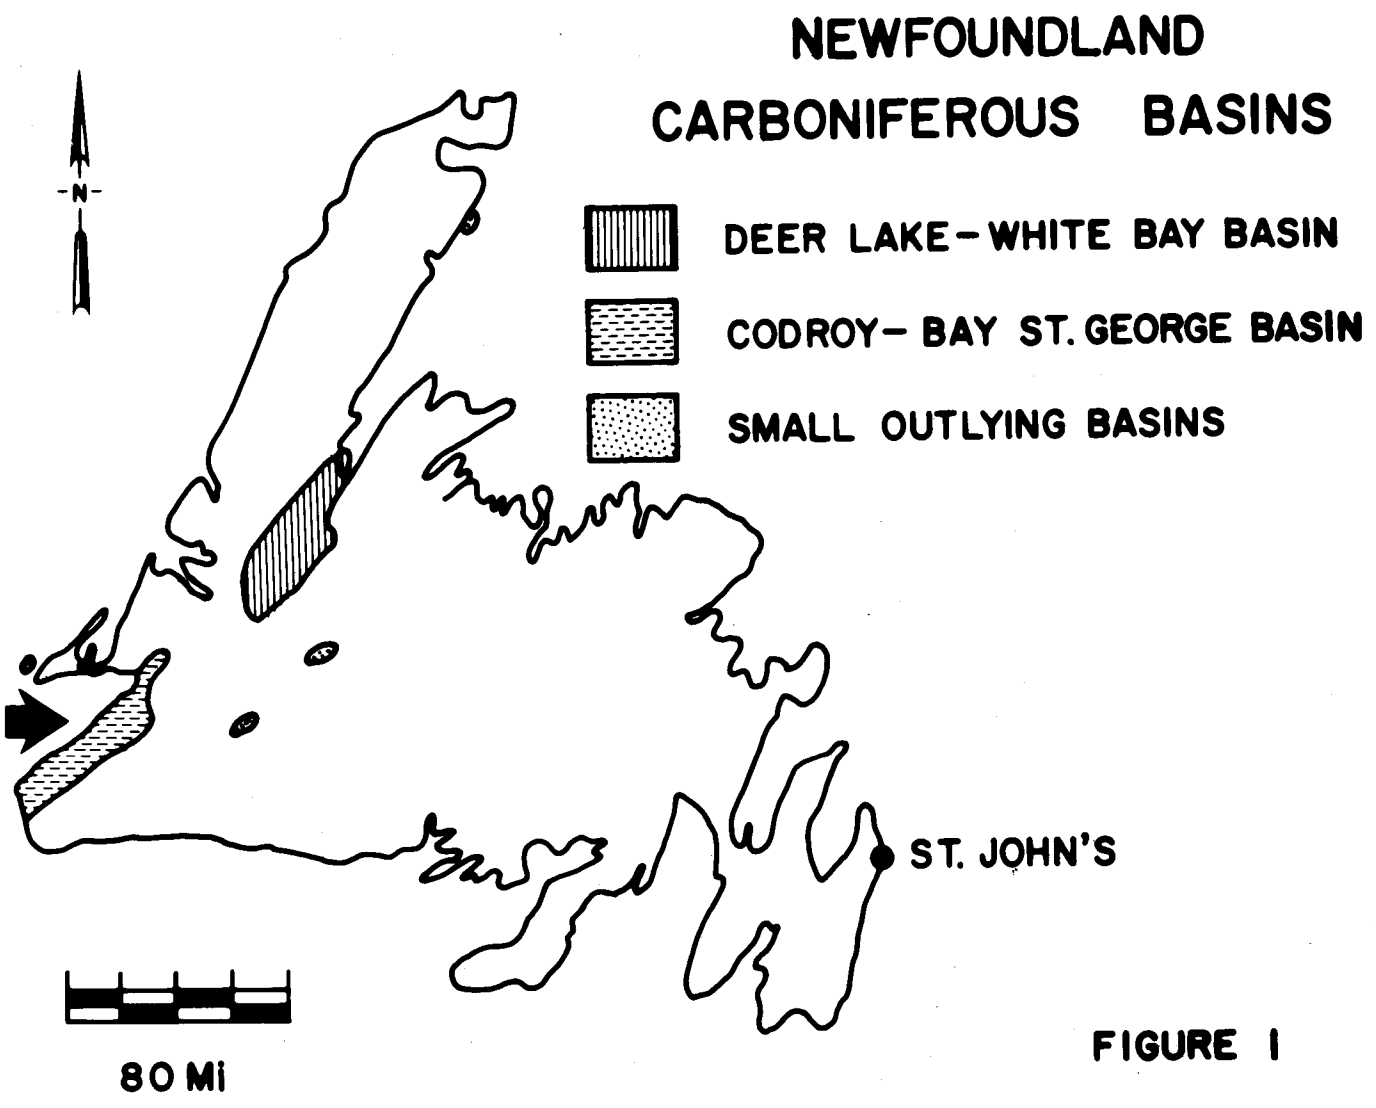 NEWFOUNDLAND
CARBONIFEROUS BASINS
N
DEER LAKE-WHITE BAY BASIN
CODROY-BAY ST. GEORGE BASIN
SMALL OUTLYING BASINS
ST. JOHN'S
80 Mi
FIGURE 1